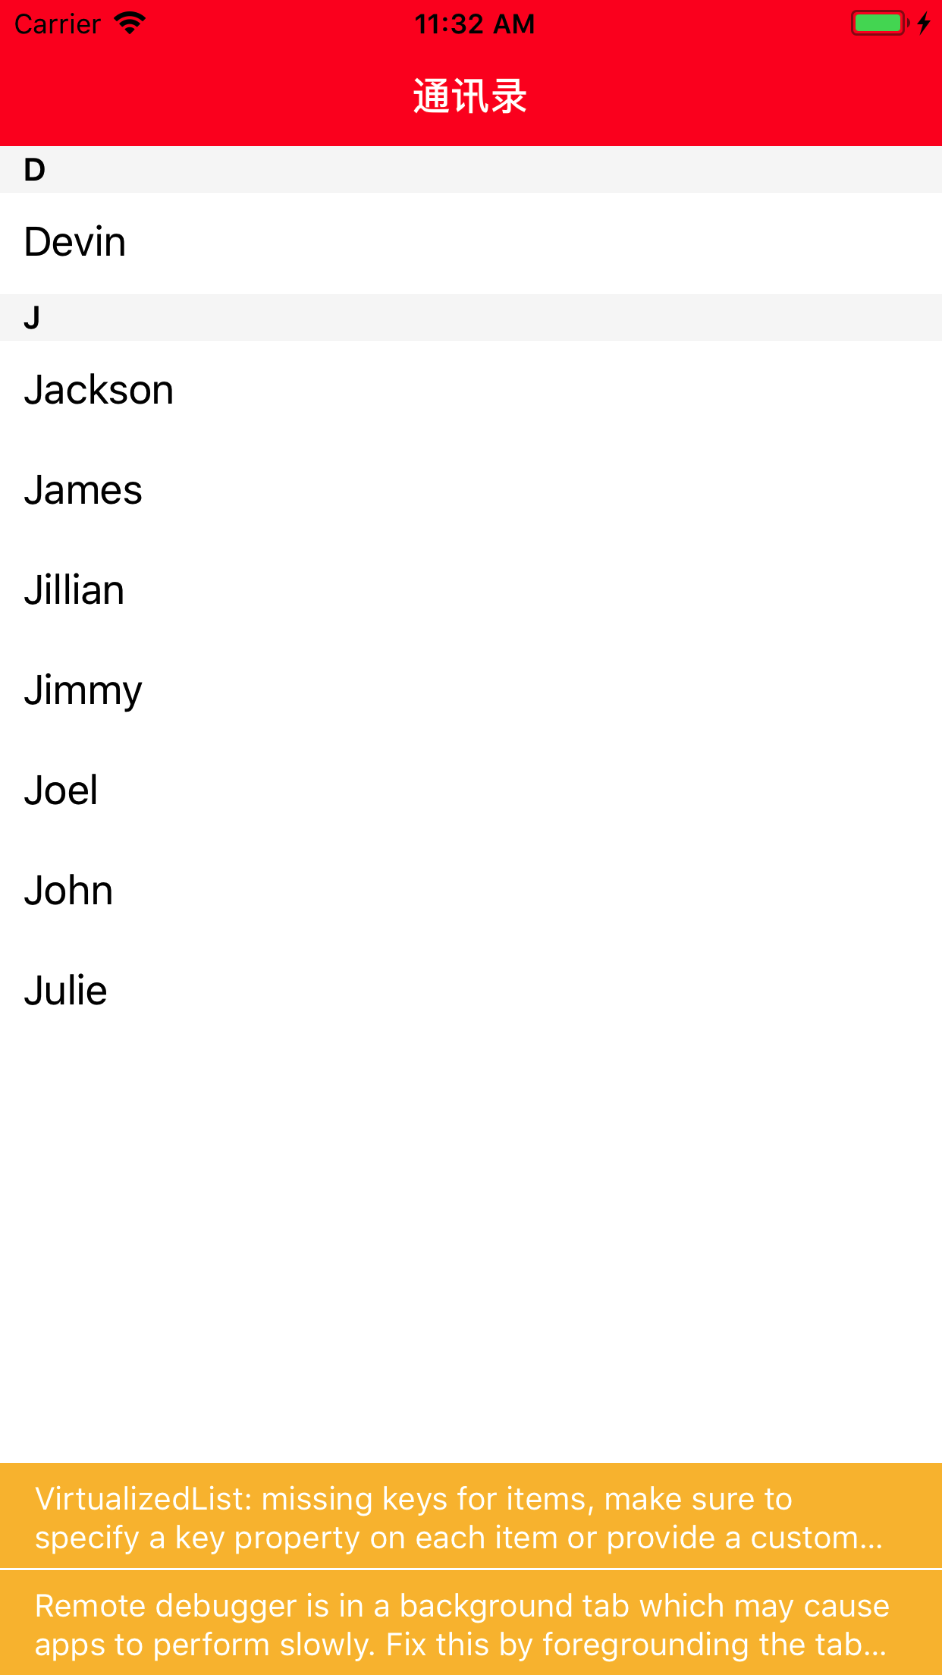 Carrier 11:32 AM
通讯录
D
Devin
J
Jackson
James
Jillian
Jimmy
Joel
John
Julie
VirtualizedList: missing keys for items, make sure to
specify a key property on each item or provide a custom...
Remote debugger is in a background tab which may cause
apps to perform slowly. Fix this by foregrounding the tab...